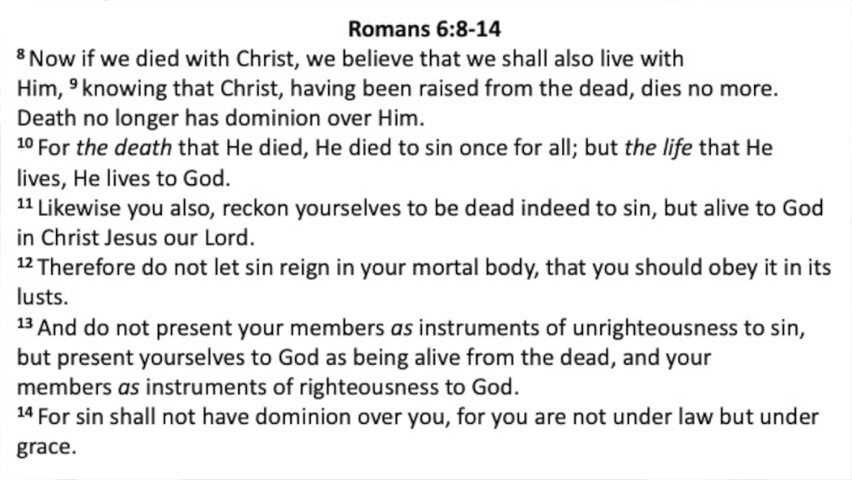 Romans 6:8-14
⁸ Now if we died with Christ, we believe that we shall also live with
Him, ⁹ knowing that Christ, having been raised from the dead, dies no more.
Death no longer has dominion over Him.
¹⁰ For the death that He died, He died to sin once for all; but the life that He
lives, He lives to God.
¹¹ Likewise you also, reckon yourselves to be dead indeed to sin, but alive to God
in Christ Jesus our Lord.
¹² Therefore do not let sin reign in your mortal body, that you should obey it in its
lusts.
¹³ And do not present your members as instruments of unrighteousness to sin,
but present yourselves to God as being alive from the dead, and your
members as instruments of righteousness to God.
¹⁴ For sin shall not have dominion over you, for you are not under law but under
grace.